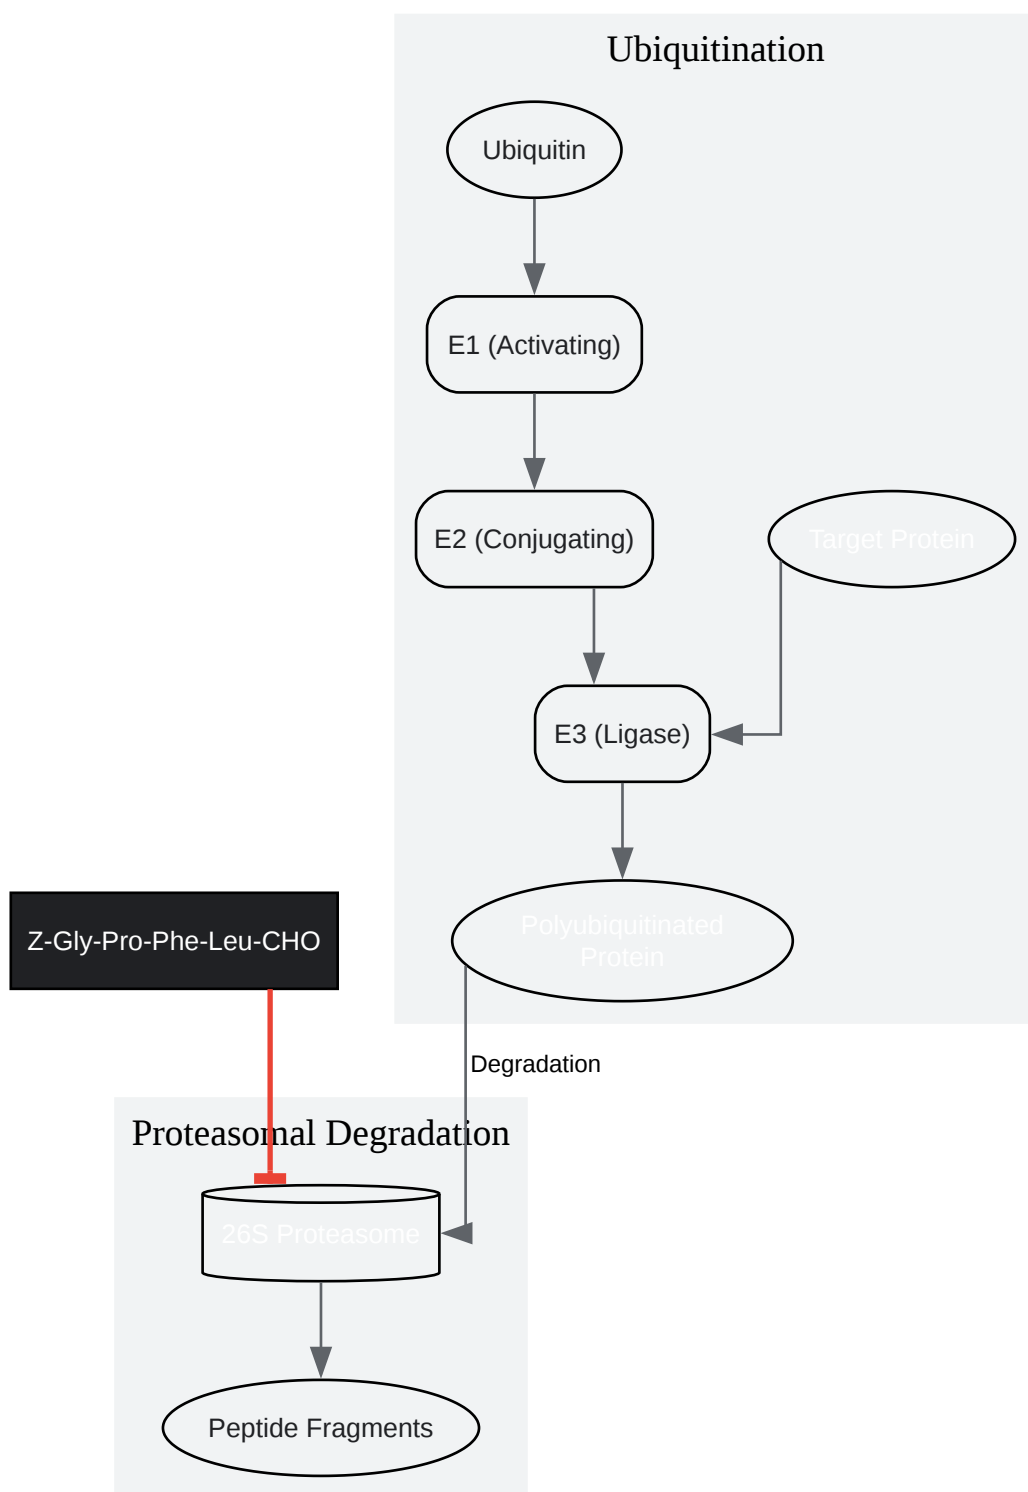 Ubiquitination
Ubiquitin
E1 (Activating)
E2 (Conjugating)
Target Protein
E3 (Ligase)
Polyubiquitinated
Protein
Z-Gly-Pro-Phe-Leu-CHO
Degradation
Proteasomal Degradation
26S Proteasome
Peptide Fragments